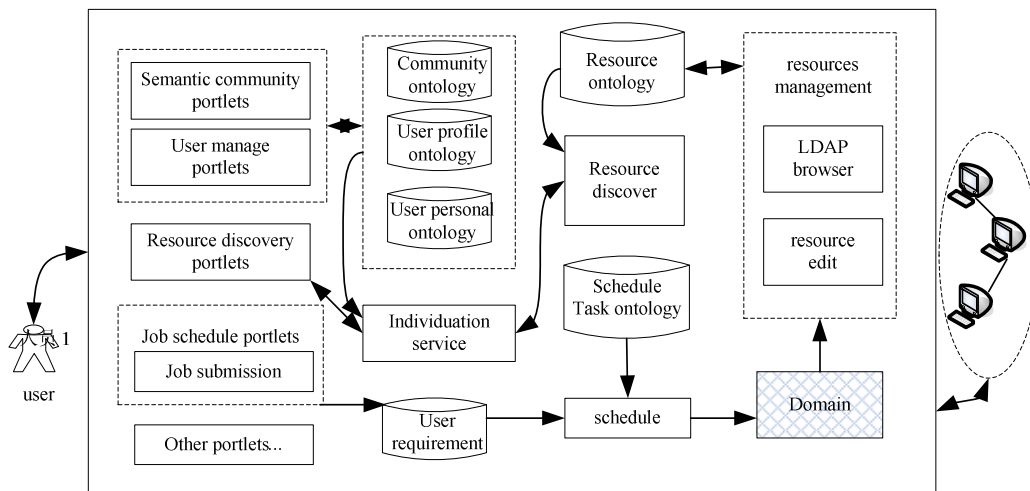 Semantic community
portlets
User manage
portlets
Resource discovery
portlets
Job schedule portlets
Job submission
Other portlets...
Community
ontology
User profile
ontology
User personal
ontology
Individuation
service
User
requirement
Resource
ontology
Resource
discover
Schedule
Task ontology
schedule
resources
management
LDAP
browser
resource
edit
Domain
1
user